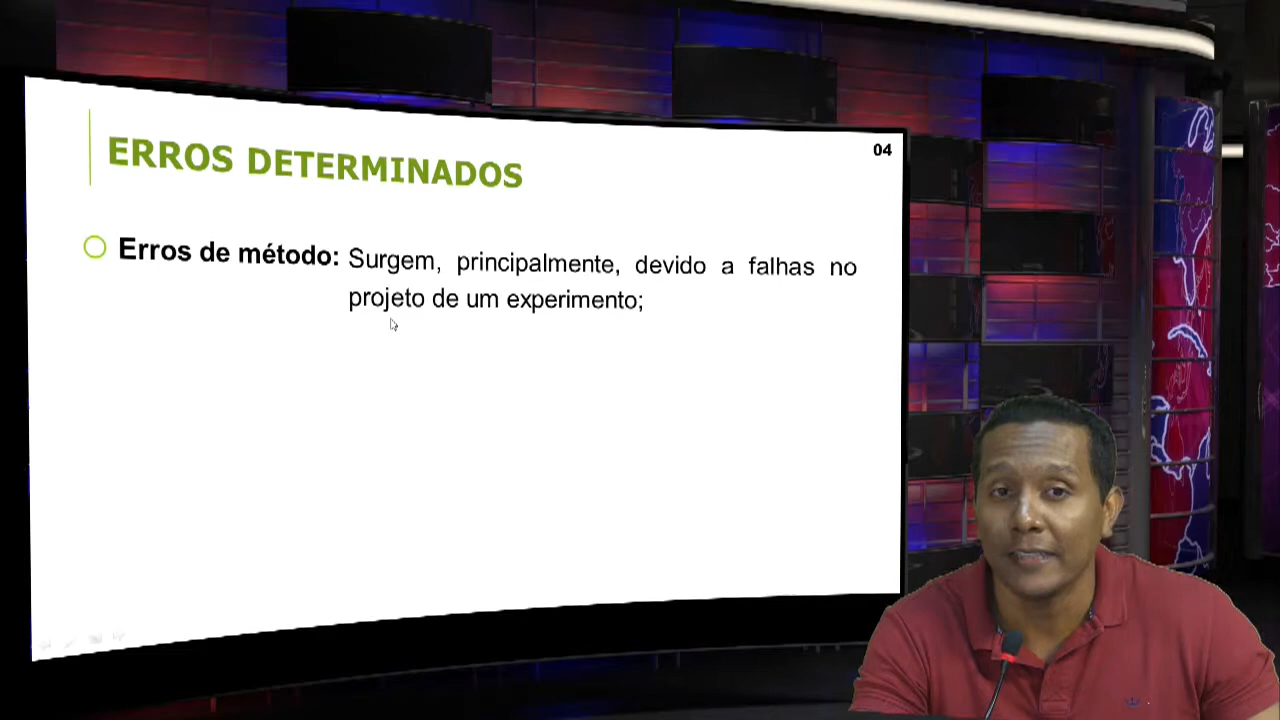 04
ERROS DETERMINADOS
Erros de método: Surgem, principalmente, devido a falhas no
projeto de um experimento;